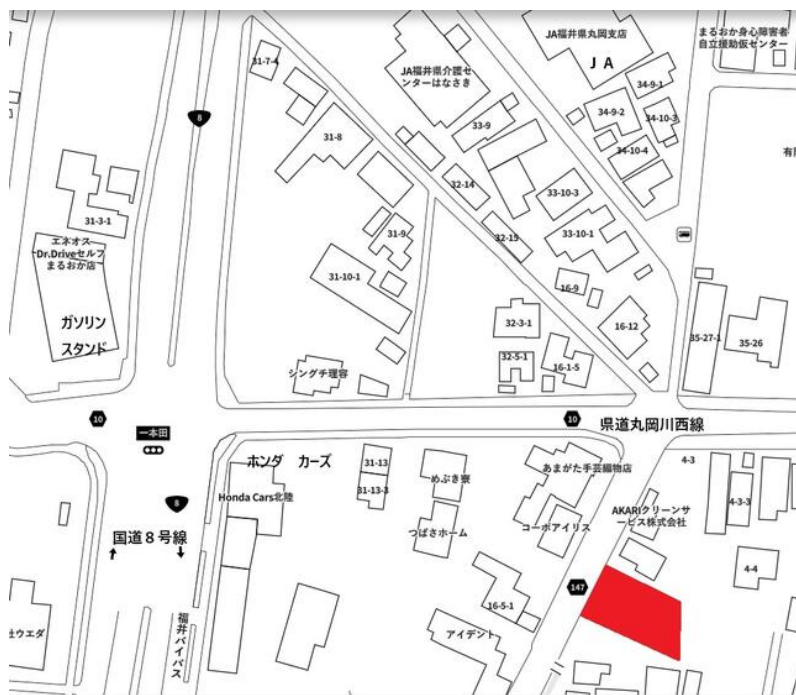 JA福井県丸岡支店
まるおか身心障害者
自立援助仮センター
31-7-4
JA福井県介護セ
ンターはなさき
J A
34-9-1
8
34-9-2
34-10-3
31-8
33-9
34-10-4
有
32-14
33-10-3
31-3-1
31-9
32-15
33-10-1
エネオス
Dr.Driveセルフ
まるおか店
31-10-1
16-9
ガソリン
スタンド
32-3-1
16-12
35-27-1
35-26
シングチ理容
32-5-1
16-1-5
10
一本田
10
県道丸岡川西線
ホンダ カーズ
31-13
あまがた手芸編物店
4-3
Honda Cars北陸
31-13-3
めぶき寮
4-3-3
AKARIクリーンサ
ービス株式会社
8
国道8号線
つばさホーム
コーポアイリス
4-4
147
16-5-1
社ウエダ
福井バイパス
アイデント